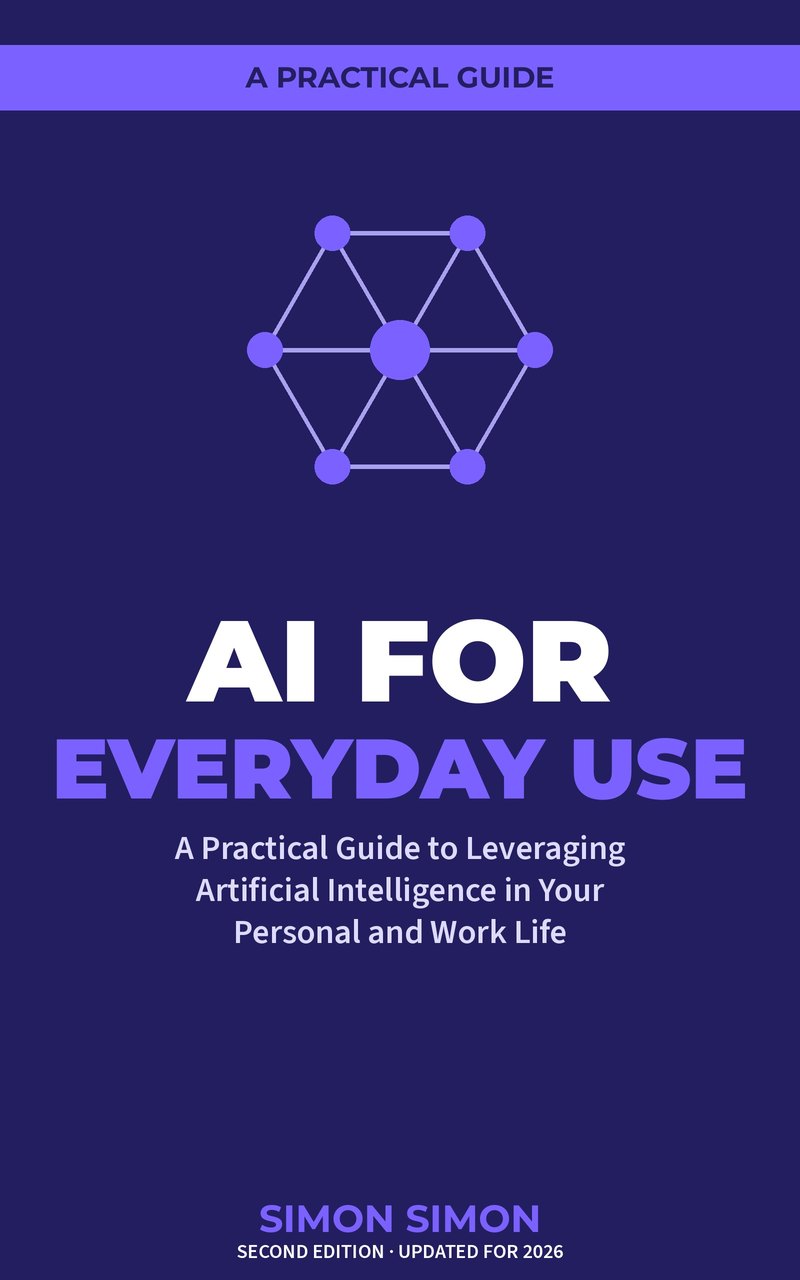 A PRACTICAL GUIDE
AI FOR
EVERYDAY USE
A Practical Guide to Leveraging
Artificial Intelligence in Your
Personal and Work Life
SIMON SIMON
SECOND EDITION · UPDATED FOR 2026